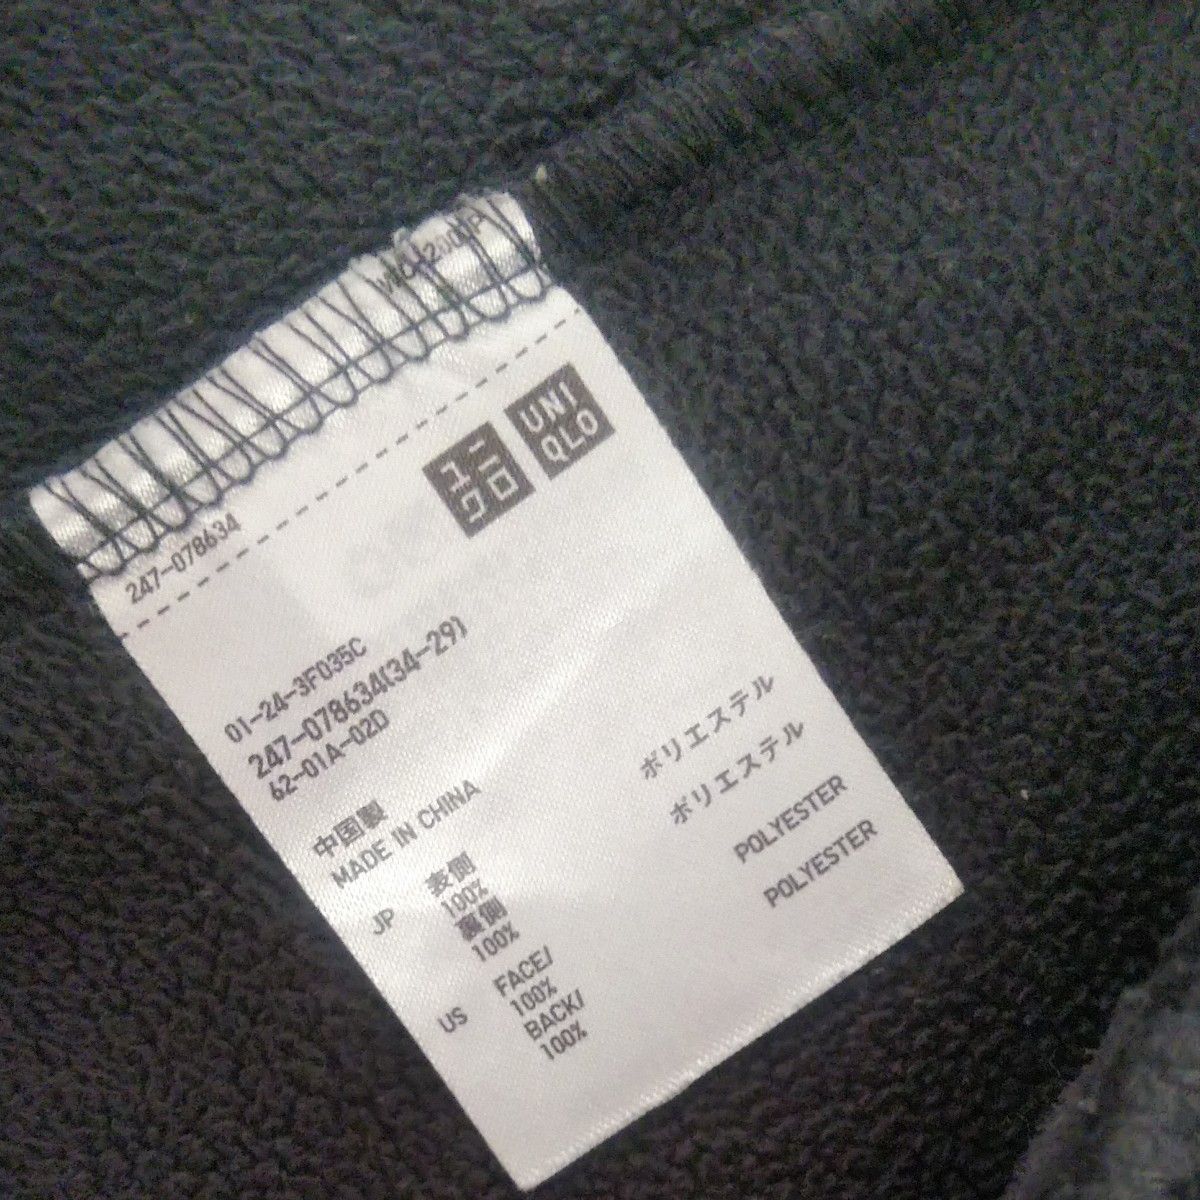 ユニ
クロ
UNI
QLO
247-078634
01-24-3F035C
247-078634(34-29)
62-01A-02D
中国製
MADE IN CHINA
JP 表側
100% ポリエステル
裏側
100% ポリエステル
US FACE/
100% POLYESTER
BACK/
100% POLYESTER